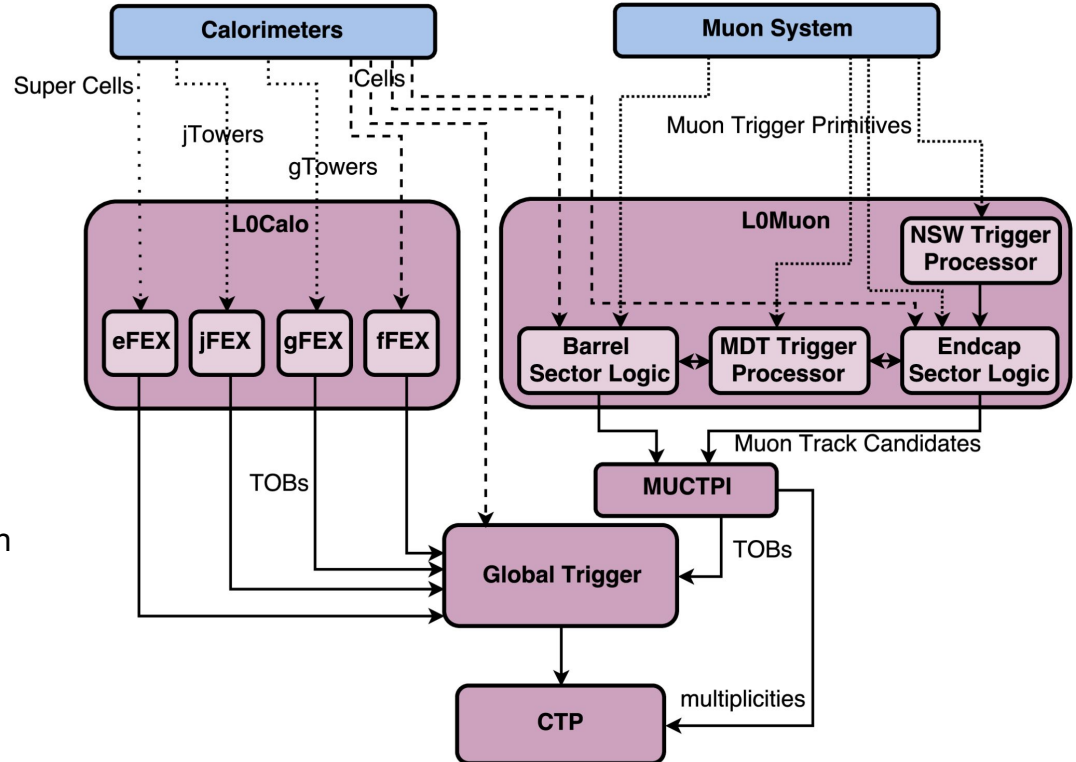 Calorimeters
Muon System
Super Cells
Cells
jTowers
gTowers
Muon Trigger Primitives
L0Calo
L0Muon
NSW Trigger
Processor
eFEX
jFEX
gFEX
fFEX
Barrel
Sector Logic
MDT Trigger
Processor
Endcap
Sector Logic
Muon Track Candidates
TOBs
MUCTPI
n
TOBs
Global Trigger
multiplicities
CTP